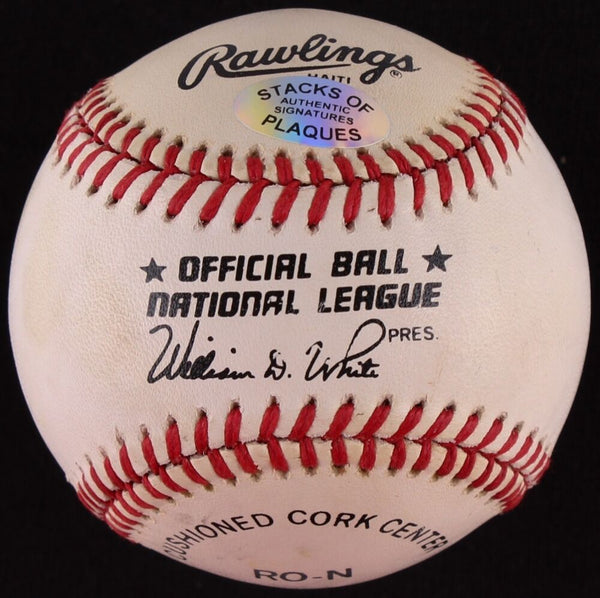 Rawlings ®
HAITI
STACKS OF
AUTHENTIC
SIGNATURES
PLAQUES
★ OFFICIAL BALL ★
NATIONAL LEAGUE
William D. White PRES.
CUSHIONED CORK CENTER
RO-N